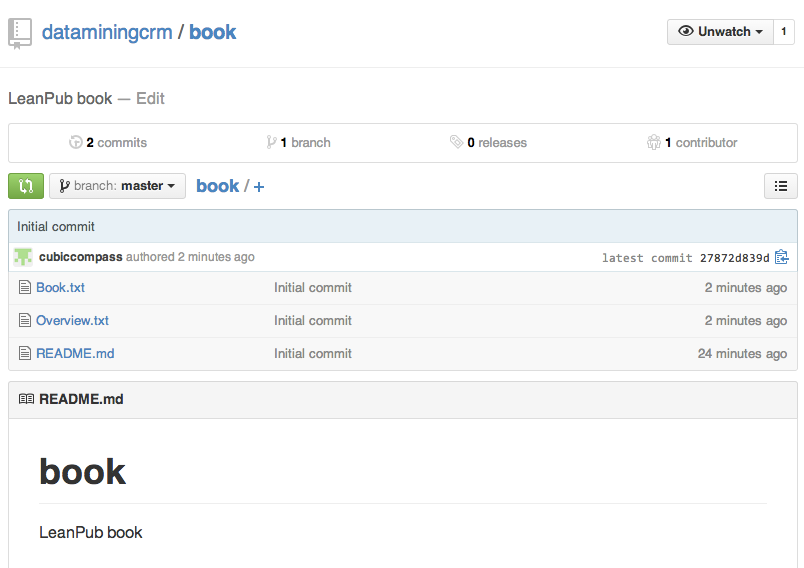 dataminingcrm / book
Unwatch 1
LeanPub book — Edit
2 commits 1 branch 0 releases 1 contributor
branch: master book / +
Initial commit
cubiccompass authored 2 minutes ago latest commit 27872d839d
Book.txt Initial commit 2 minutes ago
Overview.txt Initial commit 2 minutes ago
README.md Initial commit 24 minutes ago
README.md
book
LeanPub book